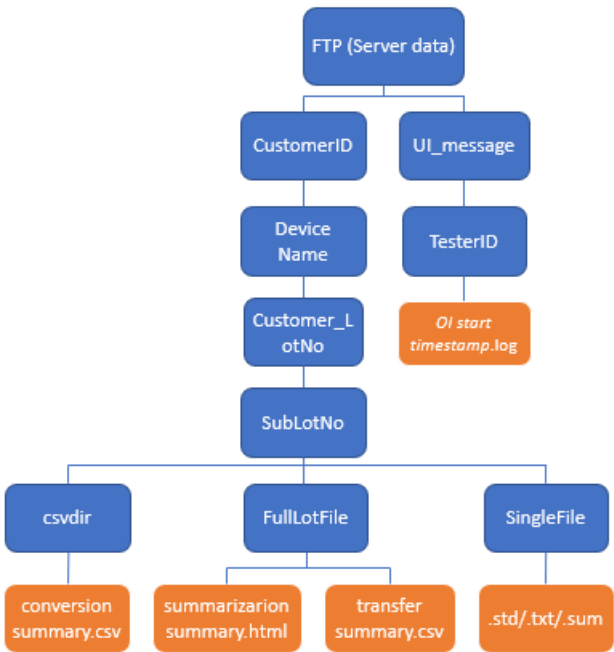 FTP (Server data)
CustomerID
UI_message
Device
Name
TesterID
Customer_L
otNo
OI start
timestamp.log
SubLotNo
csvdir
FullLotFile
SingleFile
conversion
summary.csv
summarizarion
summary.html
transfer
summary.csv
.std/.txt/.sum